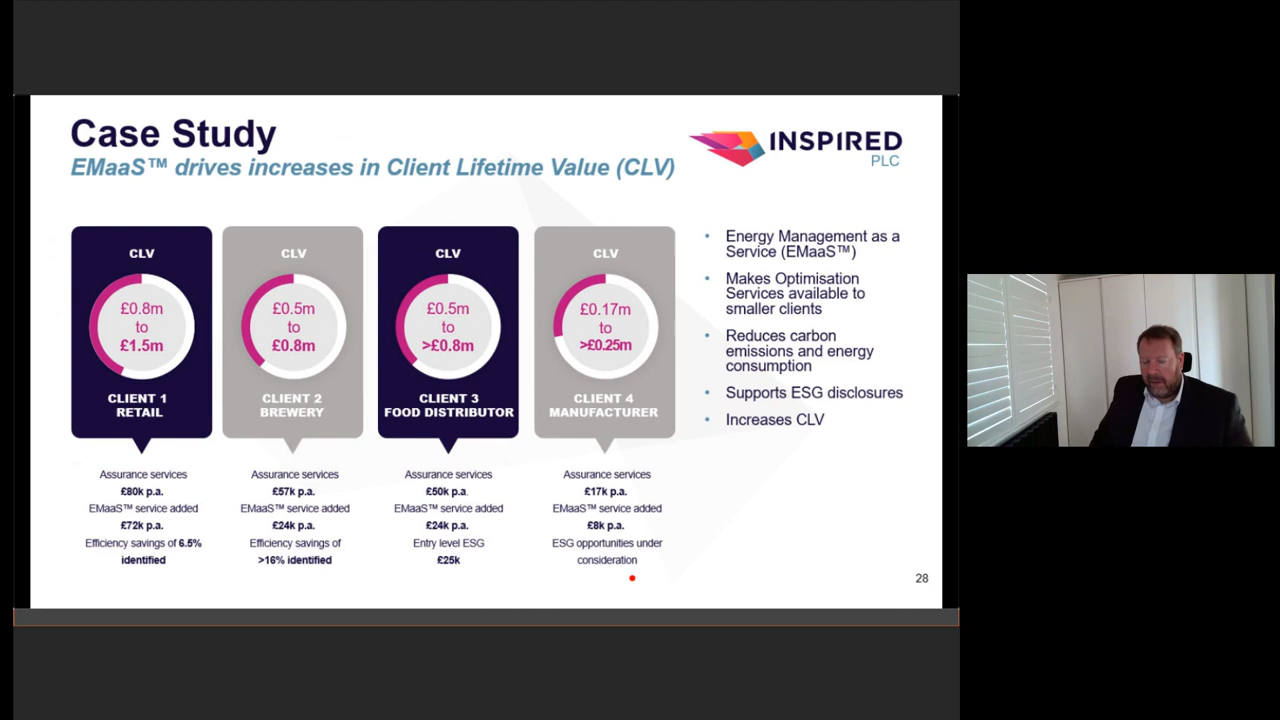 Case Study
EMaaS™ drives increases in Client Lifetime Value (CLV)
INSPIRED
PLC
CLV
£0.8m
to
£1.5m
CLIENT 1
RETAIL
Assurance services
£80k p.a.
EMaaS™ service added
£72k p.a.
Efficiency savings of 6.5%
identified
CLV
£0.5m
to
£0.8m
CLIENT 2
BREWERY
Assurance services
£57k p.a.
EMaaS™ service added
£24k p.a.
Efficiency savings of
>16% identified
CLV
£0.5m
to
>£0.8m
CLIENT 3
FOOD DISTRIBUTOR
Assurance services
£50k p.a.
EMaaS™ service added
£24k p.a.
Entry level ESG
£25k
CLV
£0.17m
to
>£0.25m
CLIENT 4
MANUFACTURER
Assurance services
£17k p.a.
EMaaS™ service added
£8k p.a.
ESG opportunities under
consideration
• Energy Management as a
Service (EMaaS™)
• Makes Optimisation
Services available to
smaller clients
• Reduces carbon
emissions and energy
consumption
• Supports ESG disclosures
• Increases CLV
28